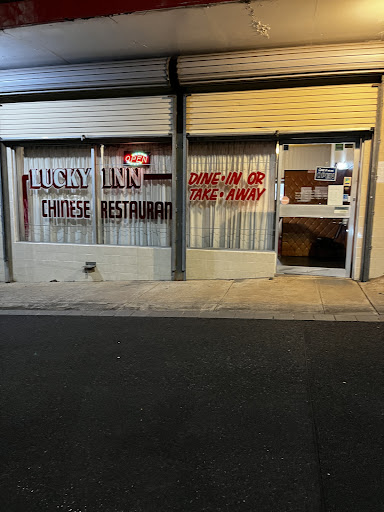 OPEN
LUCKY INN
CHINESE RESTAURAN
DINE-IN OR
TAKE-AWAY